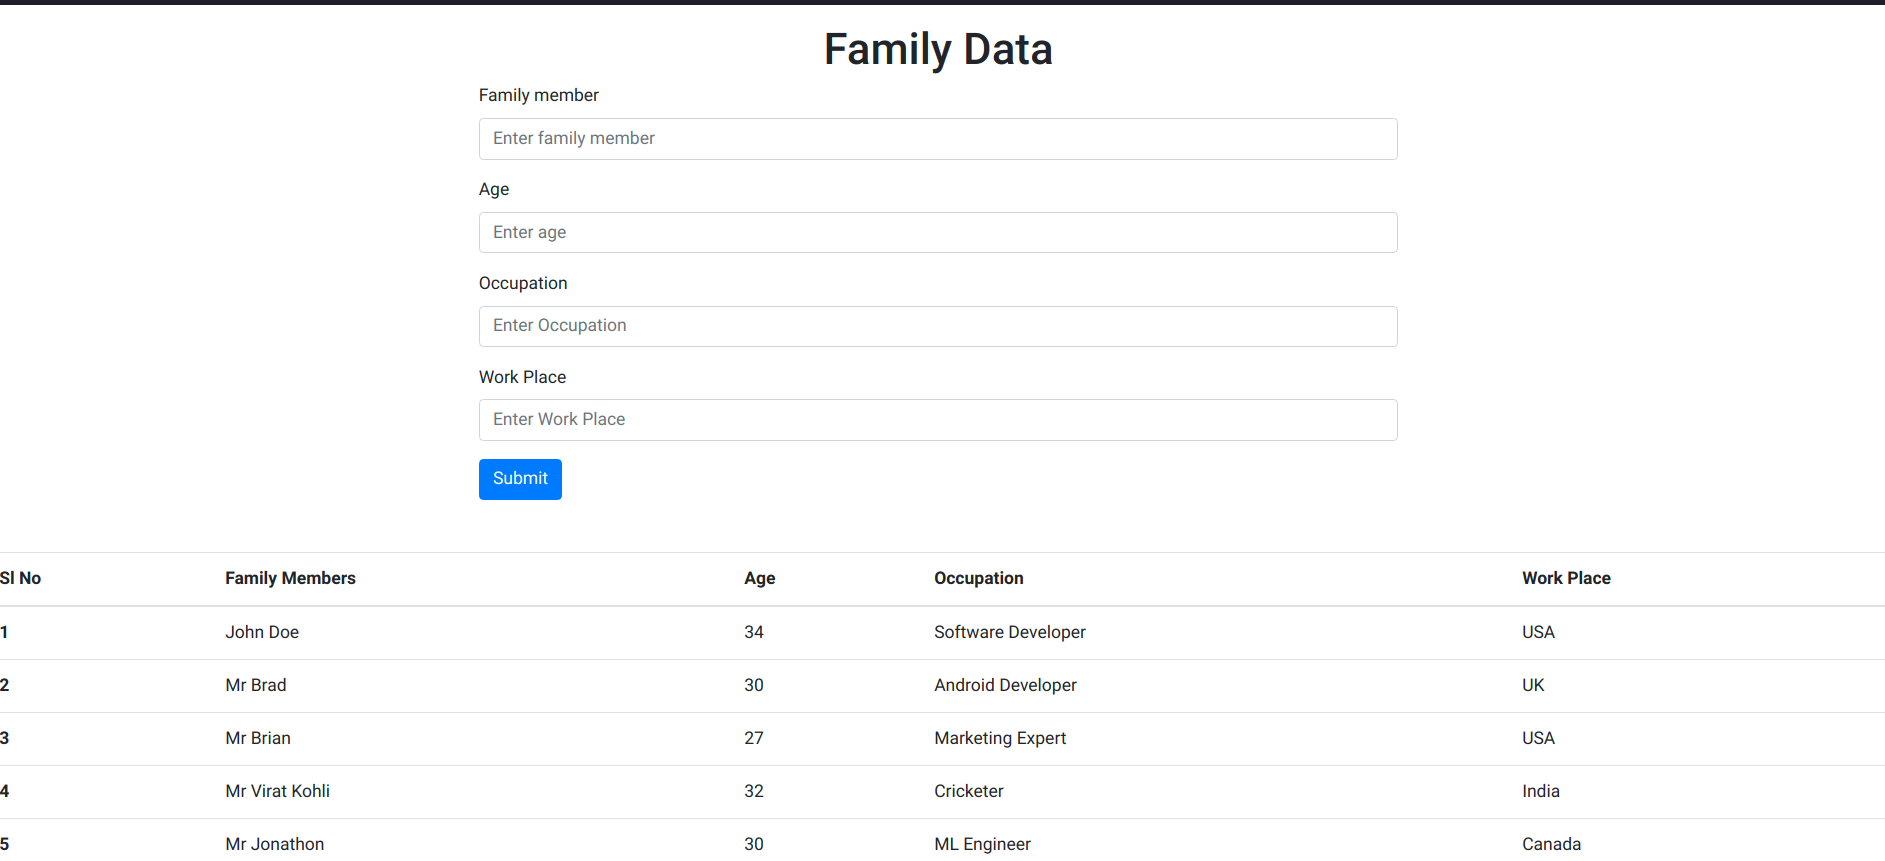 Family Data
Family member
Enter family member
Age
Enter age
Occupation
Enter Occupation
Work Place
Enter Work Place
Submit
Sl No Family Members Age Occupation Work Place
1 John Doe 34 Software Developer USA
2 Mr Brad 30 Android Developer UK
3 Mr Brian 27 Marketing Expert USA
4 Mr Virat Kohli 32 Cricketer India
5 Mr Jonathon 30 ML Engineer Canada